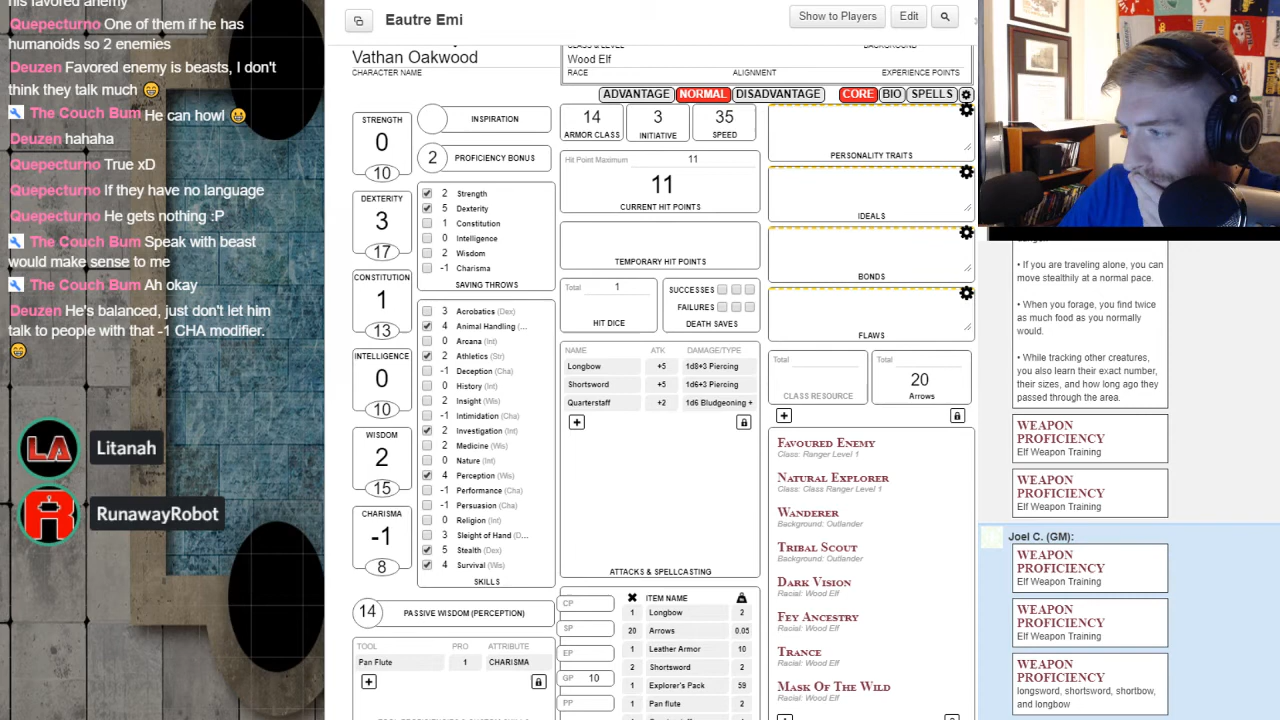 his favored anemy
Quepecturno One of them if he has
humanoids so 2 enemies
Deuzen Favored enemy is beasts, I don't
think they talk much
The Couch Bum He can howl
Deuzen hahaha
Quepecturno True xD
Quepecturno If they have no language
Quepecturno He gets nothing :P
The Couch Bum Speak with beast
would make sense to me
The Couch Bum Ah okay
Deuzen He's balanced, just don't let him
talk to people with that -1 CHA modifier.
LA Litanah
R RunawayRobot
Eautre Emi
Show to Players
Edit
Vathan Oakwood
CHARACTER NAME
CLASS & LEVEL
BACKGROUND
Wood Elf
RACE
ALIGNMENT
EXPERIENCE POINTS
ADVANTAGE NORMAL DISADVANTAGE
CORE BIO SPELLS
STRENGTH
0
10
DEXTERITY
3
17
CONSTITUTION
1
13
INTELLIGENCE
0
10
WISDOM
2
15
CHARISMA
-1
8
INSPIRATION
2 PROFICIENCY BONUS
2 Strength
5 Dexterity
1 Constitution
0 Intelligence
2 Wisdom
-1 Charisma
SAVING THROWS
3 Acrobatics (Dex)
4 Animal Handling (...
0 Arcana (Int)
2 Athletics (Str)
-1 Deception (Cha)
0 History (Int)
2 Insight (Wis)
-1 Intimidation (Cha)
2 Investigation (Int)
2 Medicine (Wis)
0 Nature (Int)
4 Perception (Wis)
-1 Performance (Cha)
-1 Persuasion (Cha)
0 Religion (Int)
3 Sleight of Hand (D...
5 Stealth (Dex)
4 Survival (Wis)
SKILLS
14 PASSIVE WISDOM (PERCEPTION)
TOOL PRO ATTRIBUTE
Pan Flute 1 CHARISMA
14
ARMOR CLASS
3
INITIATIVE
35
SPEED
Hit Point Maximum 11
11
CURRENT HIT POINTS
TEMPORARY HIT POINTS
Total 1
HIT DICE
SUCCESSES
FAILURES
DEATH SAVES
NAME ATK DAMAGE/TYPE
Longbow +5 1d8+3 Piercing
Shortsword +5 1d6+3 Piercing
Quarterstaff +2 1d6 Bludgeoning +
ATTACKS & SPELLCASTING
CP
SP
EP
GP 10
PP
ITEM NAME
1 Longbow 2
20 Arrows 0.05
1 Leather Armor 10
2 Shortsword 2
1 Explorer's Pack 59
1 Pan flute 2
PERSONALITY TRAITS
IDEALS
BONDS
FLAWS
Total
CLASS RESOURCE
Total
20
Arrows
FAVOURED ENEMY
Class: Ranger Level 1
NATURAL EXPLORER
Class: Class Ranger Level 1
WANDERER
Background: Outlander
TRIBAL SCOUT
Background: Outlander
DARK VISION
Racial: Wood Elf
FEY ANCESTRY
Racial: Wood Elf
TRANCE
Racial: Wood Elf
MASK OF THE WILD
Racial: Wood Elf
• If you are traveling alone, you can
move stealthily at a normal pace.
• When you forage, you find twice
as much food as you normally
would.
• While tracking other creatures,
you also learn their exact number,
their sizes, and how long ago they
passed through the area.
WEAPON
PROFICIENCY
Elf Weapon Training
WEAPON
PROFICIENCY
Elf Weapon Training
Joel C. (GM):
WEAPON
PROFICIENCY
Elf Weapon Training
WEAPON
PROFICIENCY
Elf Weapon Training
WEAPON
PROFICIENCY
longsword, shortsword, shortbow,
and longbow